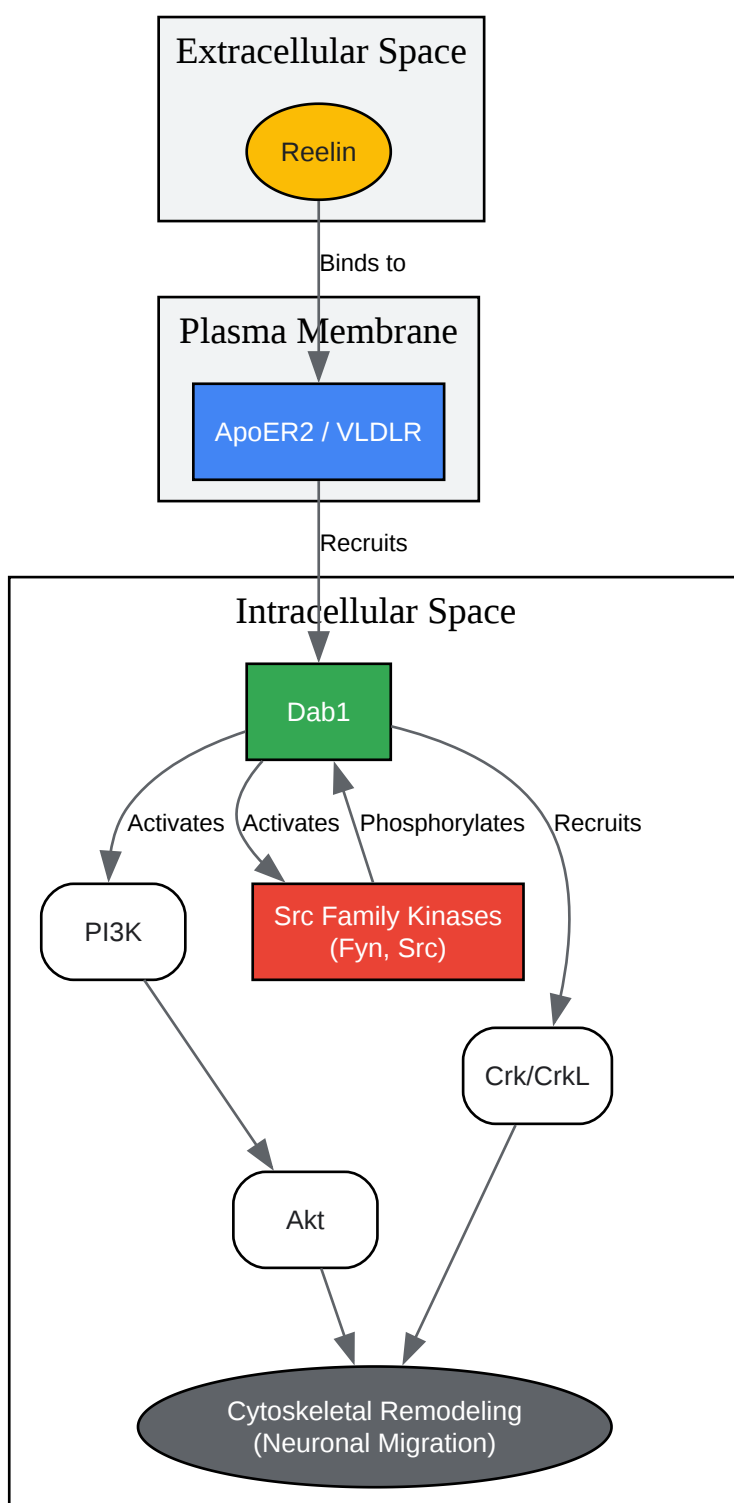 Extracellular Space
Reelin
Binds to
Plasma Membrane
ApoER2 / VLDLR
Recruits
Intracellular Space
Dab1
Activates
Activates
Phosphorylates
Recruits
PI3K
Src Family Kinases
(Fyn, Src)
Crk/CrkL
Akt
Cytoskeletal Remodeling
(Neuronal Migration)